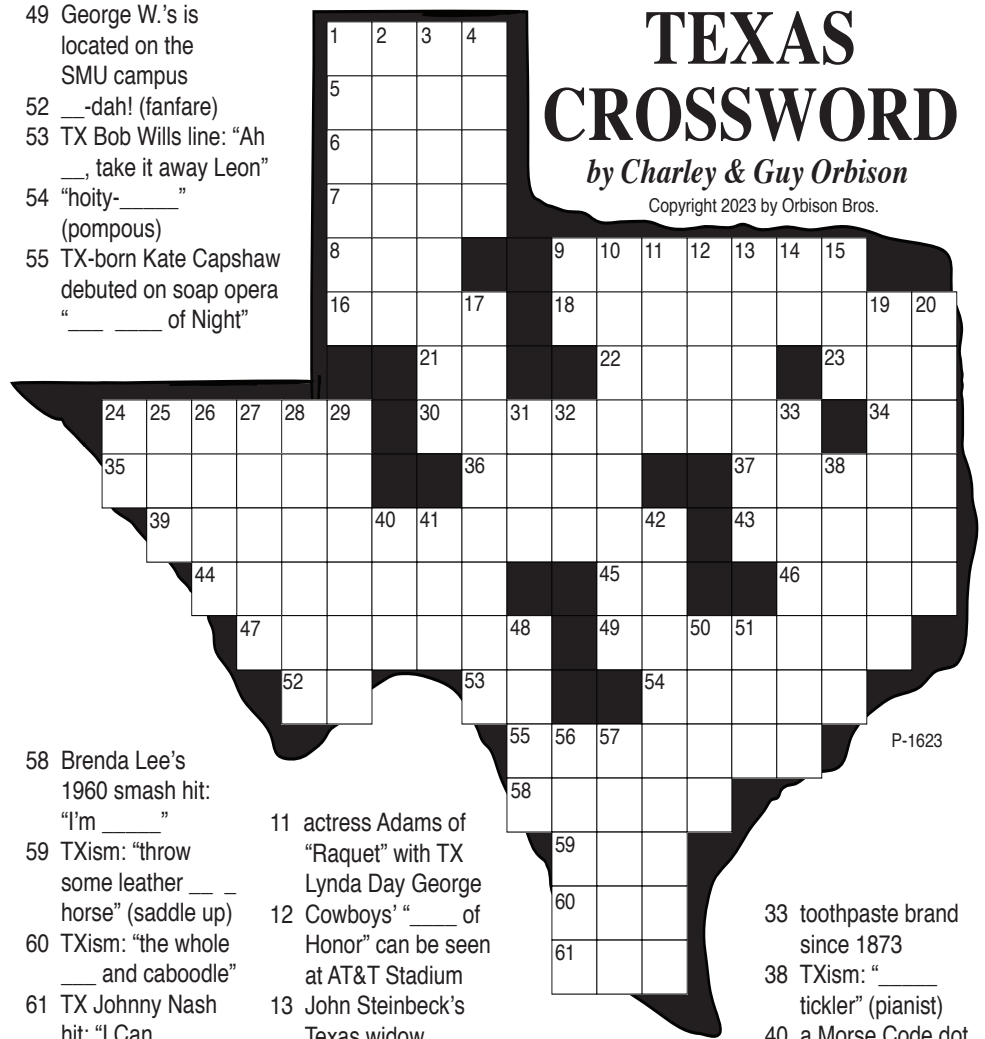 49 George W.'s is
located on the
SMU campus
52 __-dah! (fanfare)
53 TX Bob Wills line: “Ah
__, take it away Leon”
54 “hoity-_____”
(pompous)
55 TX-born Kate Capshaw
debuted on soap opera
“___ ____ of Night”
TEXAS
CROSSWORD
by Charley & Guy Orbison
Copyright 2023 by Orbison Bros.
1 2 3 4
5
6
7
8 9 10 11 12 13 14 15
16 17 18 19 20
21 22 23
24 25 26 27 28 29 30 31 32 33 34
35 36 37 38
39 40 41 42 43
44 45 46
47 48 49 50 51
52 53 54
55 56 57
58
59
60
61
P-1623
58 Brenda Lee's
1960 smash hit:
“I'm _____”
59 TXism: “throw
some leather __ _
horse” (saddle up)
60 TXism: “the whole
___ and caboodle”
61 TX Johnny Nash
hit: “I Can
11 actress Adams of
“Raquet” with TX
Lynda Day George
12 Cowboys' “____ of
Honor” can be seen
at AT&T Stadium
13 John Steinbeck's
Texas widow
33 toothpaste brand
since 1873
38 TXism: “_____
tickler” (pianist)
40 a Morse Code dot